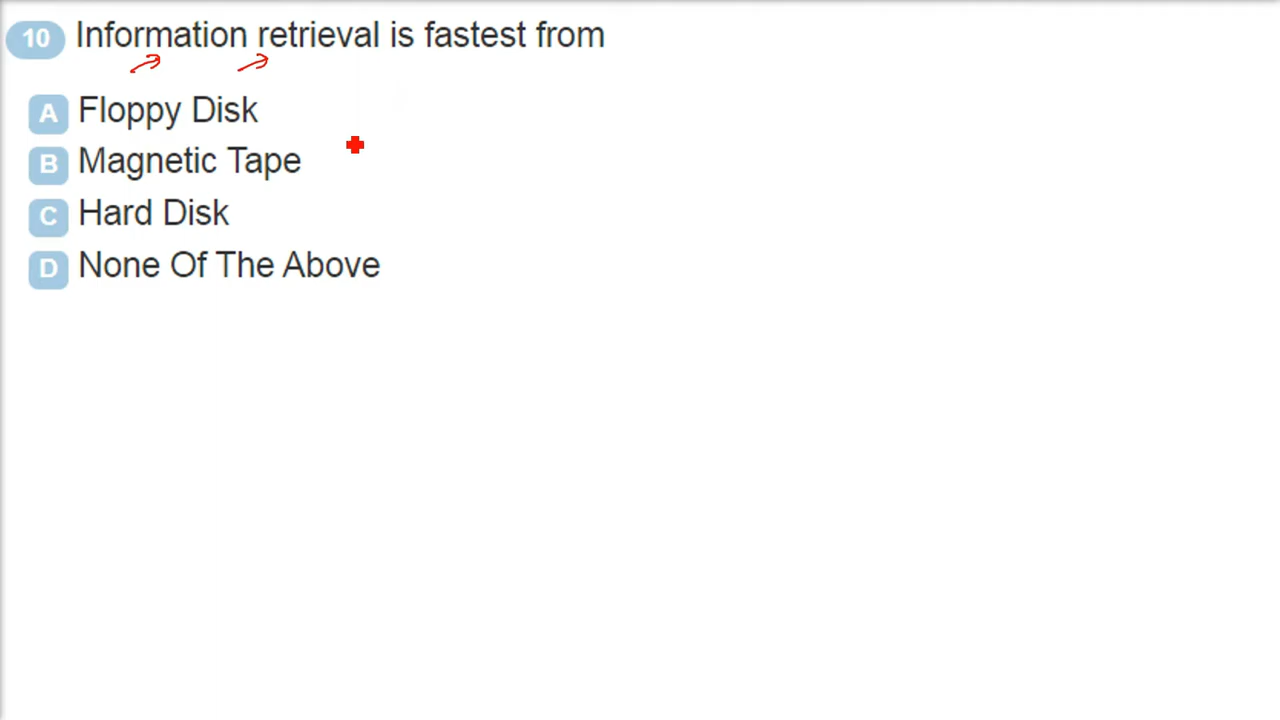 10 Information retrieval is fastest from
A Floppy Disk
B Magnetic Tape
C Hard Disk
D None Of The Above